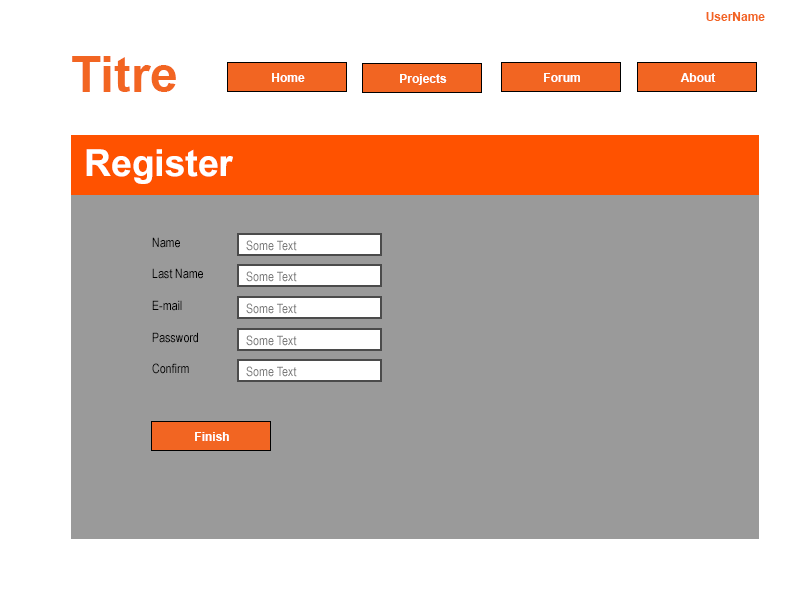 UserName
Titre
Home Projects Forum About
Register
Name Some Text
Last Name Some Text
E-mail Some Text
Password Some Text
Confirm Some Text
Finish